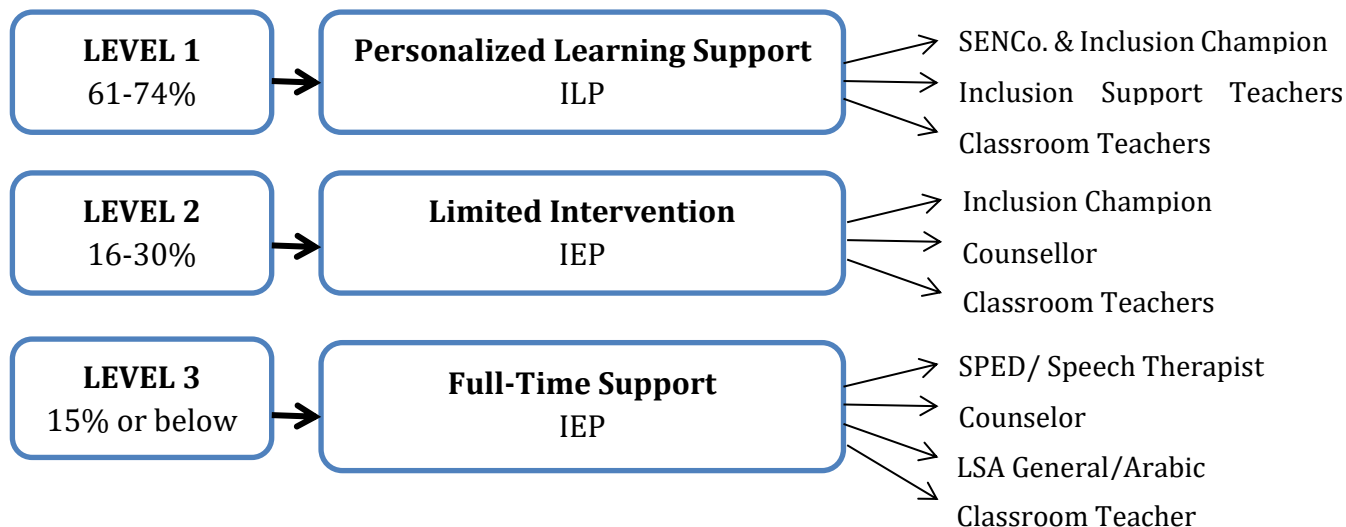 LEVEL 1
61-74%
Personalized Learning Support
ILP
SENCo. & Inclusion Champion
Inclusion Support Teachers
Classroom Teachers
LEVEL 2
16-30%
Limited Intervention
IEP
Inclusion Champion
Counsellor
Classroom Teachers
LEVEL 3
15% or below
Full-Time Support
IEP
SPED/ Speech Therapist
Counselor
LSA General/Arabic
Classroom Teacher